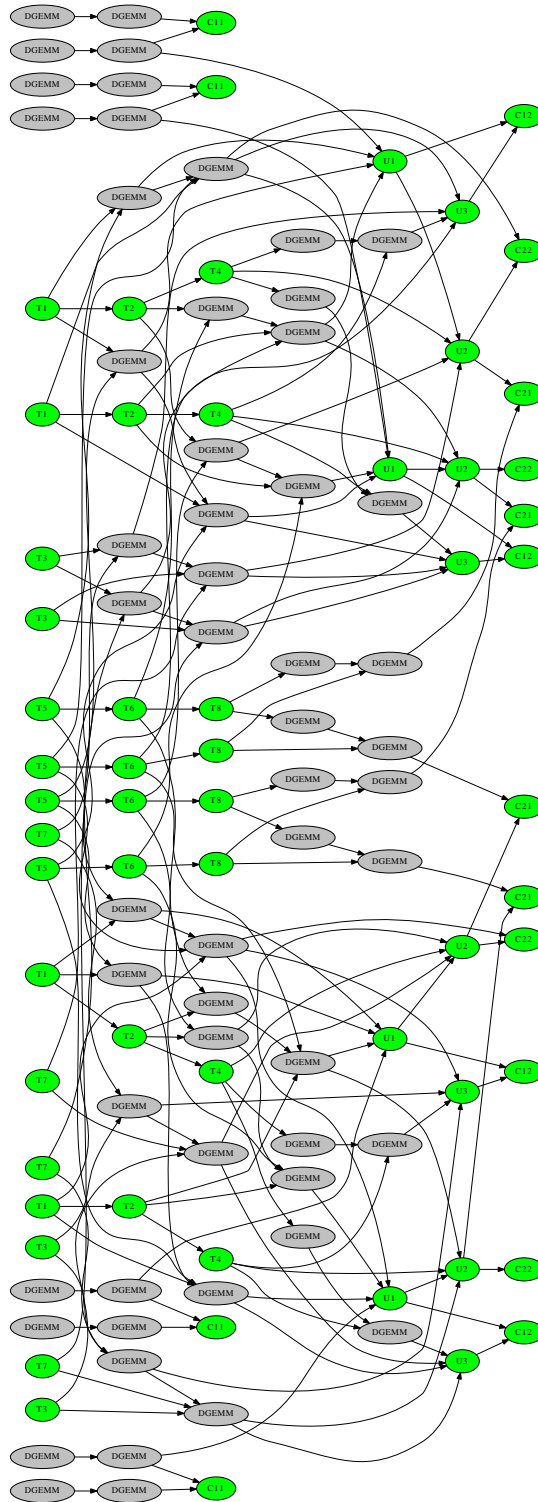 DGEMM DGEMM C11
DGEMM DGEMM
DGEMM DGEMM C11
DGEMM DGEMM
C12
U1
DGEMM
DGEMM
U3
DGEMM DGEMM
C22
T4
DGEMM
T1 T2 DGEMM
DGEMM
U2
DGEMM
C21
T1 T2 T4
DGEMM
U1 U2 C22
DGEMM
DGEMM
DGEMM
C21
DGEMM
T3 U3 C12
DGEMM
DGEMM
T3
DGEMM
DGEMM DGEMM
T5 T6 T8
DGEMM
T8 DGEMM
T5 T6
DGEMM DGEMM
T5 T6 T8
C21
T7 DGEMM
DGEMM
T5 T6 T8
C21
DGEMM
DGEMM U2 C22
T1 DGEMM
DGEMM
T2 DGEMM U1
DGEMM
T4 C12
T7 U3
DGEMM
DGEMM DGEMM
DGEMM
T7
DGEMM
T1 T2
DGEMM
T3
T4 U2 C22
DGEMM DGEMM DGEMM
U1
DGEMM DGEMM C11
DGEMM C12
T7 DGEMM U3
T3 DGEMM
DGEMM DGEMM
DGEMM DGEMM C11